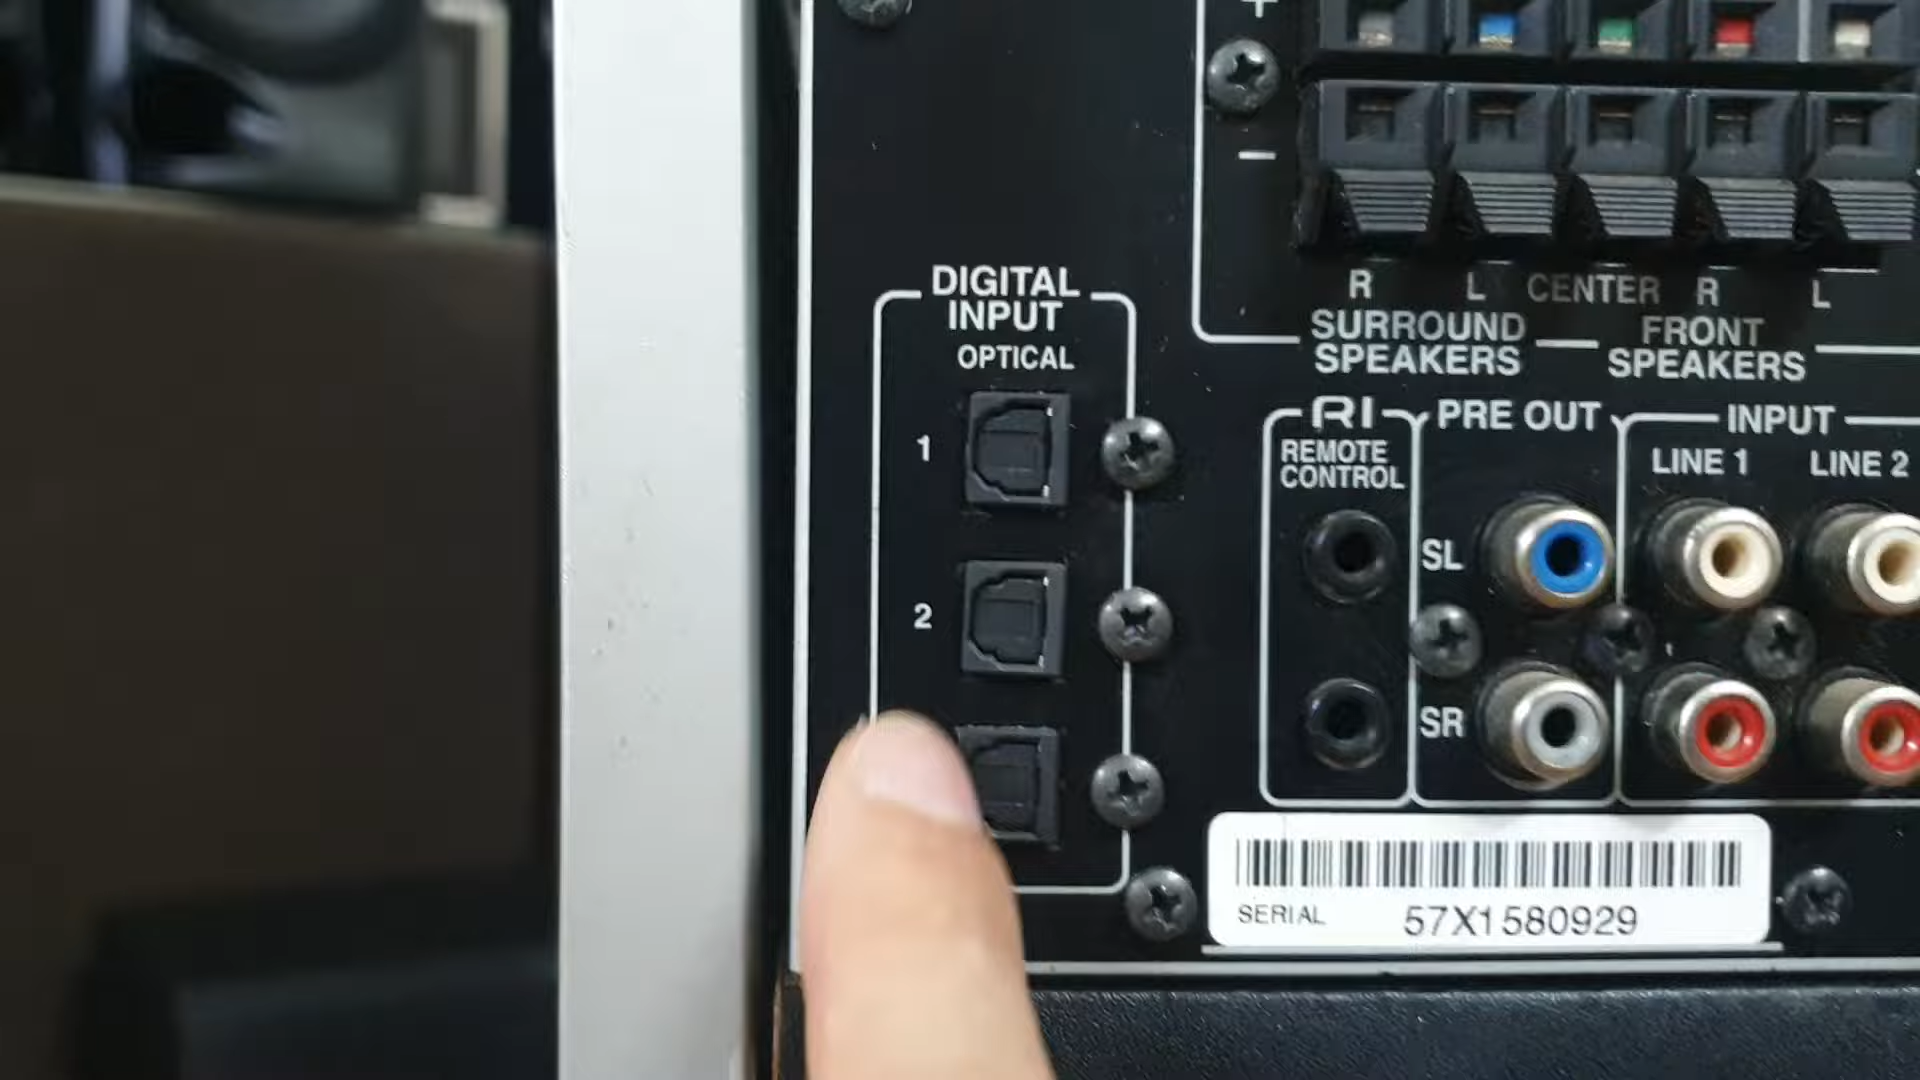 +
−
R L CENTER R L
SURROUND SPEAKERS
FRONT SPEAKERS
DIGITAL
INPUT
OPTICAL
1
2
RI
REMOTE
CONTROL
PRE OUT
SL
SR
INPUT
LINE 1 LINE 2
SERIAL 57X1580929